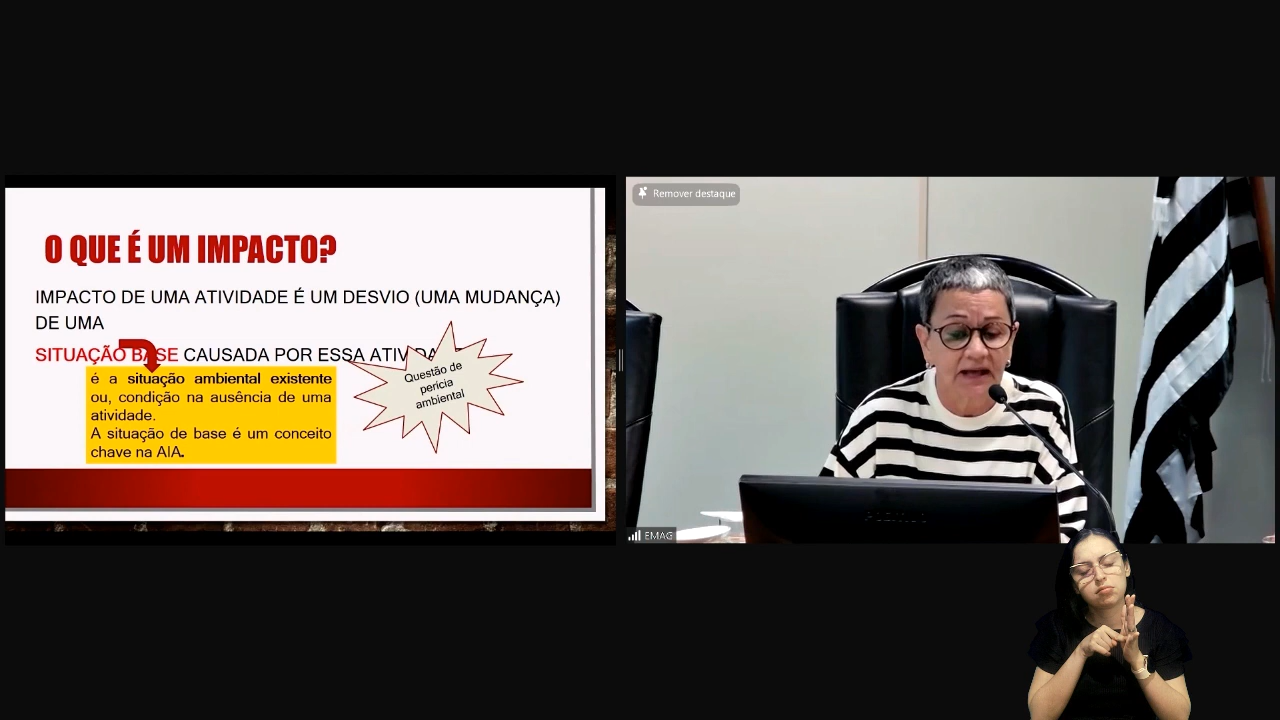 O QUE É UM IMPACTO?
IMPACTO DE UMA ATIVIDADE É UM DESVIO (UMA MUDANÇA)
DE UMA
SITUAÇÃO BASE CAUSADA POR ESSA
é a situação ambiental existente
ou, condição na ausência de uma
atividade.
A situação de base é um conceito
chave na AIA.
Questão de
perícia
ambiental
Remover destaque
EMAG